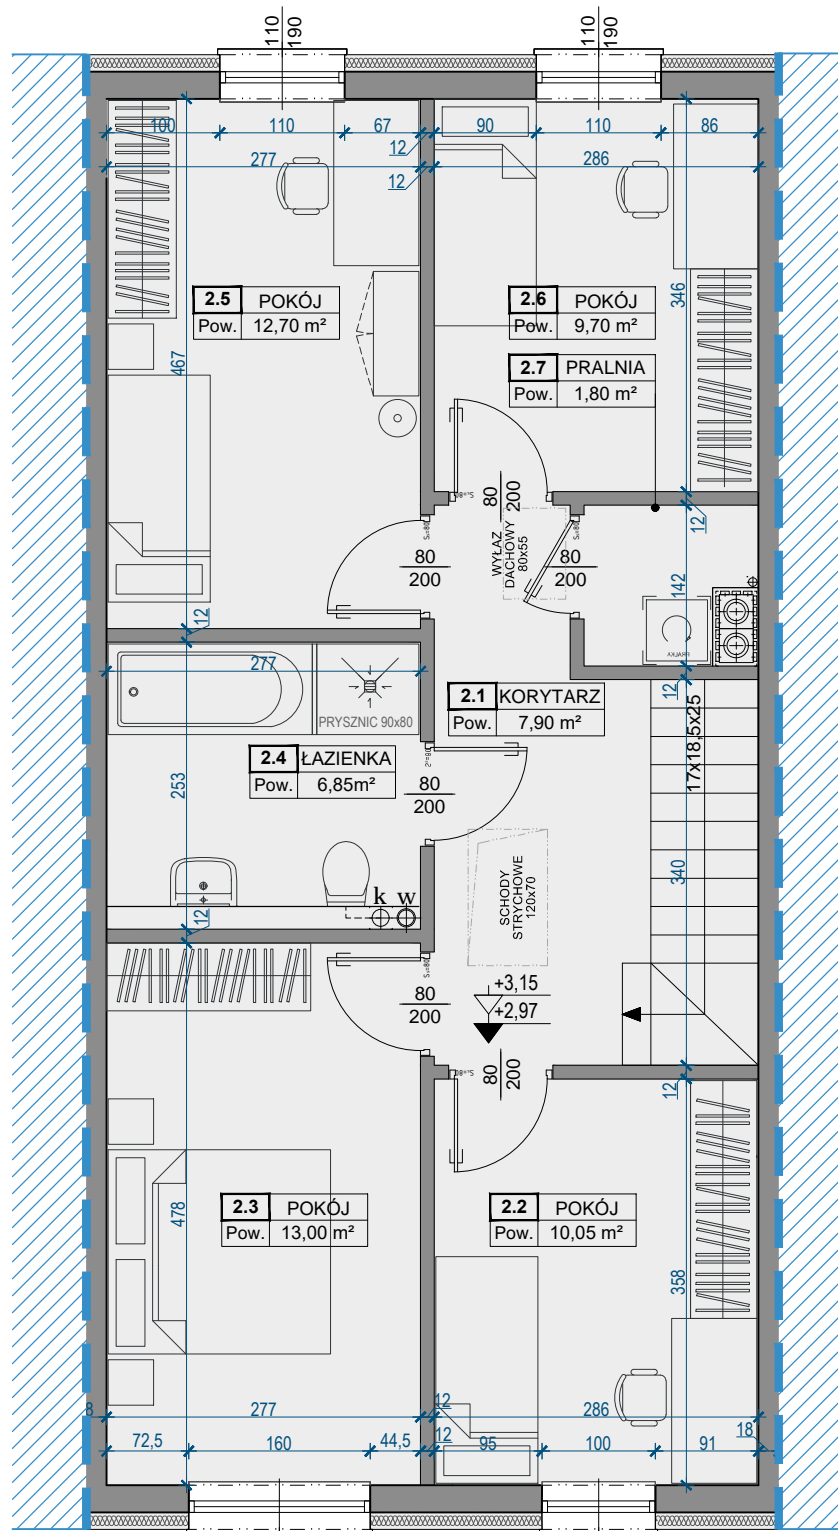 110
190
110
190
100
110
67
12
90
110
86
277
12
286
2.5 POKÓJ
Pow. 12,70 m²
2.6 POKÓJ
Pow. 9,70 m²
346
467
2.7 PRALNIA
Pow. 1,80 m²
80
200
12
WYŁAZ
DACHOWY
80x55
80
200
80
200
142
PRALKA
12
277
12
2.1 KORYTARZ
Pow. 7,90 m²
17x18,5x25
PRYSZNIC 90x80
2.4 ŁAZIENKA
Pow. 6,85m²
80
200
253
340
SCHODY
STRYCHOWE
120x70
k w
12
80
200
+3,15
+2,97
80
200
12
2.3 POKÓJ
Pow. 13,00 m²
2.2 POKÓJ
Pow. 10,05 m²
478
358
8
277
12
286
72,5
160
44,5
12
95
100
91
18